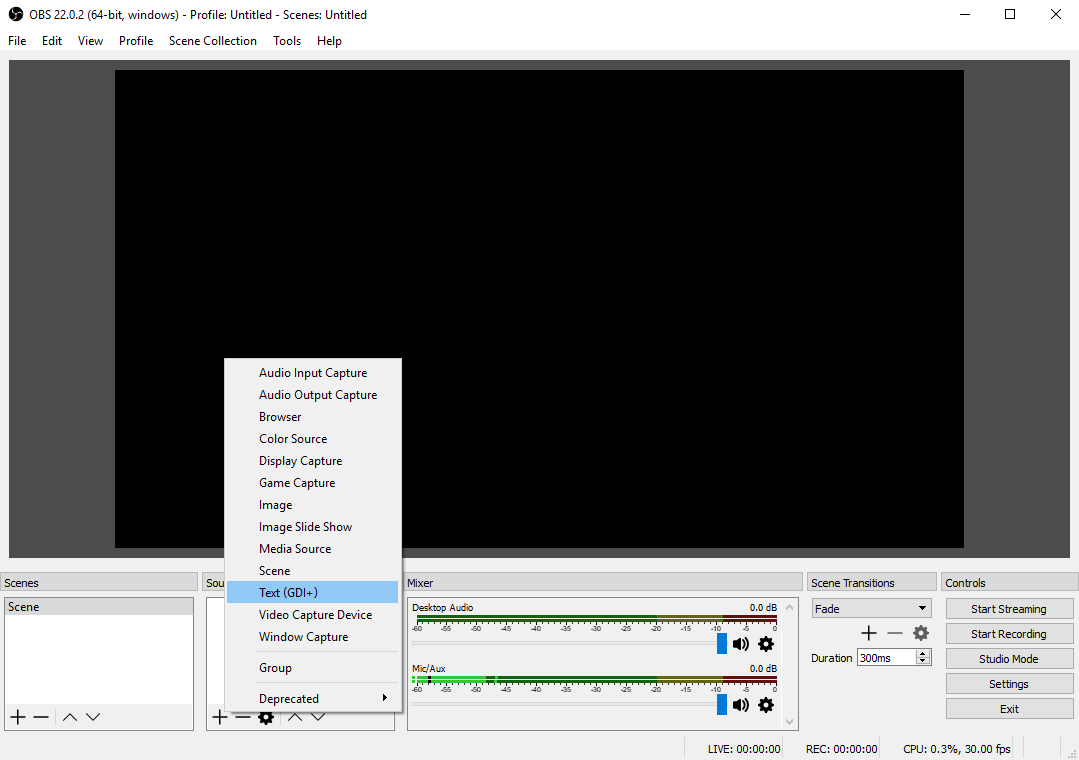 OBS 22.0.2 (64-bit, windows) - Profile: Untitled - Scenes: Untitled
File Edit View Profile Scene Collection Tools Help
Audio Input Capture
Audio Output Capture
Browser
Color Source
Display Capture
Game Capture
Image
Image Slide Show
Media Source
Scene
Text (GDI+)
Video Capture Device
Window Capture
Group
Deprecated
Scenes
Scene
Sou
Mixer
Desktop Audio 0.0 dB
-60 -55 -50 -45 -40 -35 -30 -25 -20 -15 -10 -5 0
Mic/Aux 0.0 dB
-60 -55 -50 -45 -40 -35 -30 -25 -20 -15 -10 -5 0
Scene Transitions
Fade
Duration 300ms
Controls
Start Streaming
Start Recording
Studio Mode
Settings
Exit
LIVE: 00:00:00 REC: 00:00:00 CPU: 0.3%, 30.00 fps